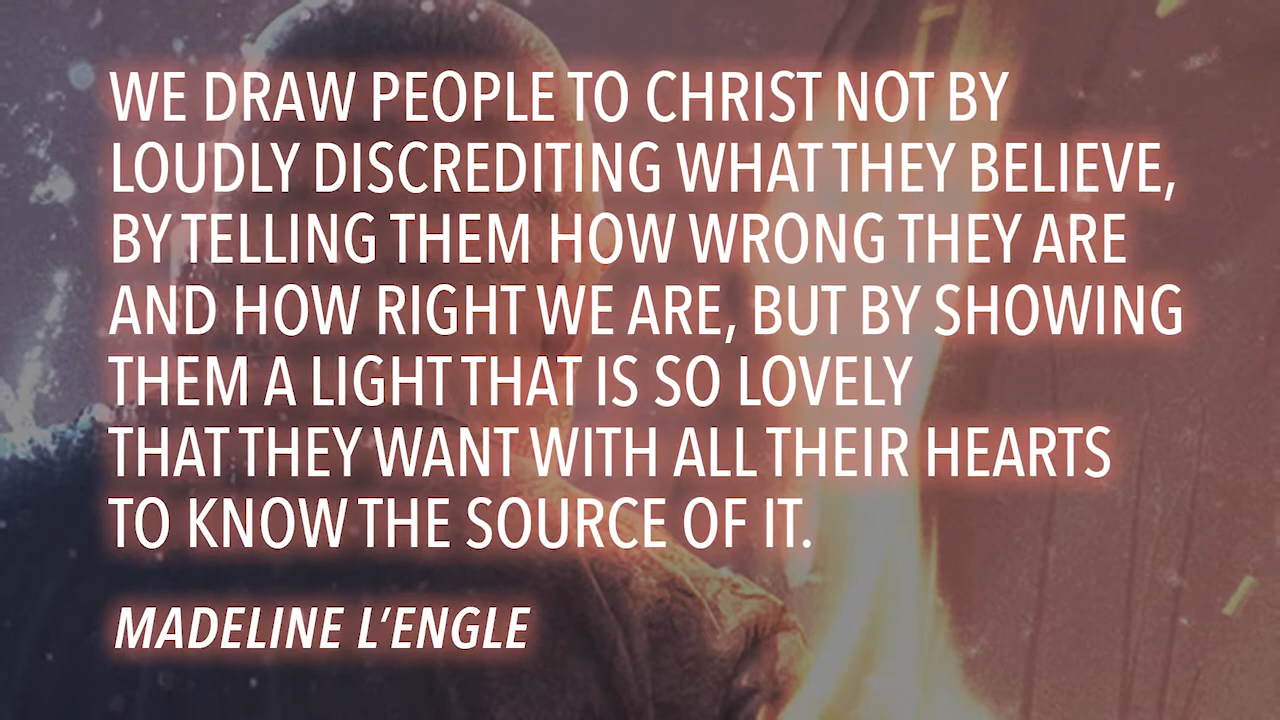 WE DRAW PEOPLE TO CHRIST NOT BY
LOUDLY DISCREDITING WHAT THEY BELIEVE,
BY TELLING THEM HOW WRONG THEY ARE
AND HOW RIGHT WE ARE, BUT BY SHOWING
THEM A LIGHT THAT IS SO LOVELY
THAT THEY WANT WITH ALL THEIR HEARTS
TO KNOW THE SOURCE OF IT.
MADELINE L’ENGLE